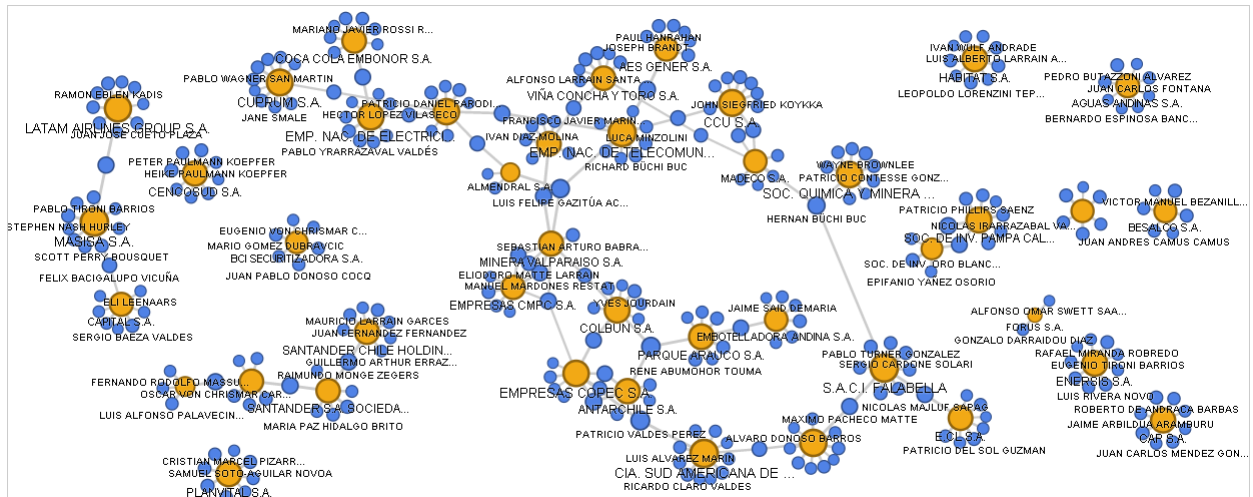 MARIANO JAVIER ROSSI R...
COCA COLA EMBONOR S.A.
PABLO WAGNER SAN MARTIN
CUPRUM S.A.
JANE SMALE
RAMON EBLEN KADIS
LATAM AIRLINES GROUP S.A.
JUAN JOSE CUETO PLAZA
PATRICIO DANIEL PARODI...
HECTOR LOPEZ VILASECO
EMP. NAC. DE ELECTRICI...
PABLO YRARRAZAVAL VALDÉS
PAUL HANRAHAN
JOSEPH BRANDT
AES GENER S.A.
ALFONSO LARRAIN SANTA...
VIÑA CONCHA Y TORO S.A.
JOHN SIEGFRIED KOYKKA
CCU S.A.
FRANCISCO JAVIER MARIN...
IVAN DIAZ-MOLINA
LUCA MINZOLINI
EMP. NAC. DE TELECOMUN...
RICHARD BÜCHI BUC
IVAN WULF ANDRADE
LUIS ALBERTO LARRAIN A...
HABITAT S.A.
LEOPOLDO LORENZINI TEP...
PEDRO BUTAZZONI ALVAREZ
JUAN CARLOS FONTANA
AGUAS ANDINAS S.A.
BERNARDO ESPINOSA BANC...
PETER PAULMANN KOEPFER
HEIKE PAULMANN KOEPFER
CENCOSUD S.A.
ALMENDRAL S.A.
LUIS FELIPE GAZITÚA AC...
MADECO S.A.
WAYNE BROWNLEE
PATRICIO CONTESSE GONZ...
SOC. QUIMICA Y MINERA ...
HERNAN BÜCHI BUC
PABLO TIRONI BARRIOS
STEPHEN NASH HURLEY
MASISA S.A.
SCOTT PERRY BOUSQUET
EUGENIO VON CHRISMAR C...
MARIO GOMEZ DUBRAVCIC
BCI SECURITIZADORA S.A.
JUAN PABLO DONOSO COCQ
SEBASTIAN ARTURO BABRA...
MINERA VALPARAISO S.A.
PATRICIO PHILLIPS SAENZ
NICOLAS IRARRAZABAL VA...
SOC. DE INV. PAMPA CAL...
SOC. DE INV. ORO BLANC...
EPIFANIO YANEZ OSORIO
VICTOR MANUEL BEZANILL...
BESALCO S.A.
JUAN ANDRES CAMUS CAMUS
FELIX BACIGALUPO VICUÑA
ELI LEENAARS
CAPITAL S.A.
SERGIO BAEZA VALDES
ELIODORO MATTE LARRAIN
MANUEL MARDONES RESTAT
EMPRESAS CMPC S.A.
YVES JOURDAIN
COLBUN S.A.
JAIME SAID DEMARIA
EMBOTELLADORA ANDINA S.A.
PARQUE ARAUCO S.A.
RENE ABUMOHOR TOUMA
ALFONSO OMAR SWETT SAA...
FORUS S.A.
GONZALO DARRAIDOU DIAZ
MAURICIO LARRAIN GARCES
JUAN FERNANDEZ FERNANDEZ
SANTANDER CHILE HOLDIN...
GUILLERMO ARTHUR ERRAZ...
RAIMUNDO MONGE ZEGERS
SANTANDER S.A. SOCIEDA...
MARIA PAZ HIDALGO BRITO
FERNANDO RODOLFO MASSU...
OSCAR VON CHRISMAR CAR...
LUIS ALFONSO PALAVECIN...
PABLO TURNER GONZALEZ
SERGIO CARDONE SOLARI
S.A.C.I. FALABELLA
RAFAEL MIRANDA ROBREDO
EUGENIO TIRONI BARRIOS
ENERSIS S.A.
LUIS RIVERA NOVO
EMPRESAS COPEC S.A.
ANTARCHILE S.A.
PATRICIO VALDES PEREZ
NICOLAS MAJLUF SAPAG
MAXIMO PACHECO MATTE
E.CL S.A.
PATRICIO DEL SOL GUZMAN
ROBERTO DE ANDRACA BARBAS
JAIME ARBILDUA ARAMBURU
CAP S.A.
JUAN CARLOS MENDEZ GON...
ALVARO DONOSO BARROS
LUIS ALVAREZ MARIN
CIA. SUD AMERICANA DE ...
RICARDO CLARO VALDES
CRISTIAN MARCEL PIZARR...
SAMUEL SOTO-AGUILAR NOVOA
PLANVITAL S.A.